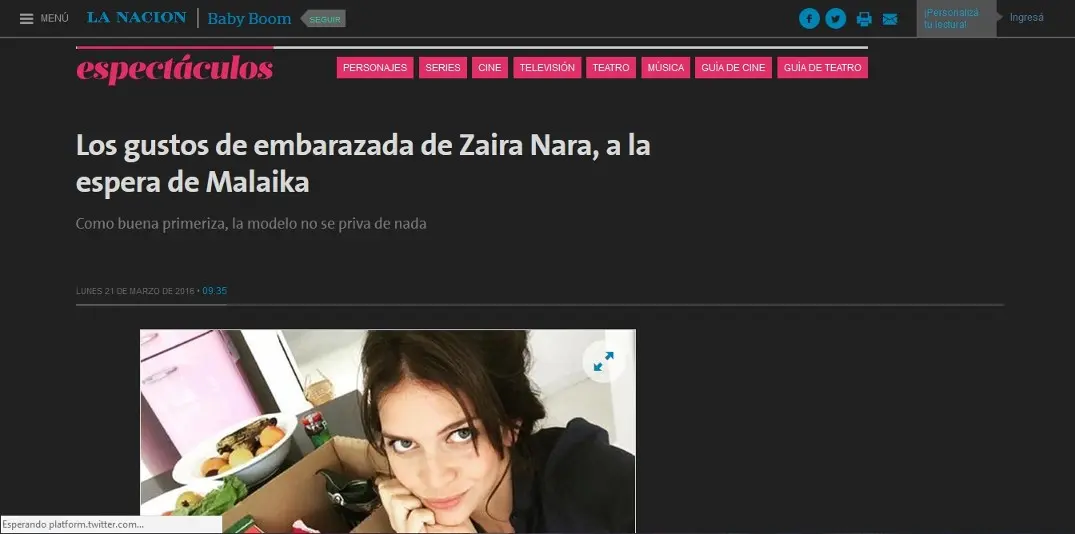 MENÚ
LA NACION
Baby Boom
SEGUIR
¡Personalizá
tu lectura!
Ingresá
espectáculos
PERSONAJES
SERIES
CINE
TELEVISIÓN
TEATRO
MÚSICA
GUÍA DE CINE
GUÍA DE TEATRO
Los gustos de embarazada de Zaira Nara, a la
espera de Malaika
Como buena primeriza, la modelo no se priva de nada
LUNES 21 DE MARZO DE 2016 • 09:35
Esperando platform.twitter.com...